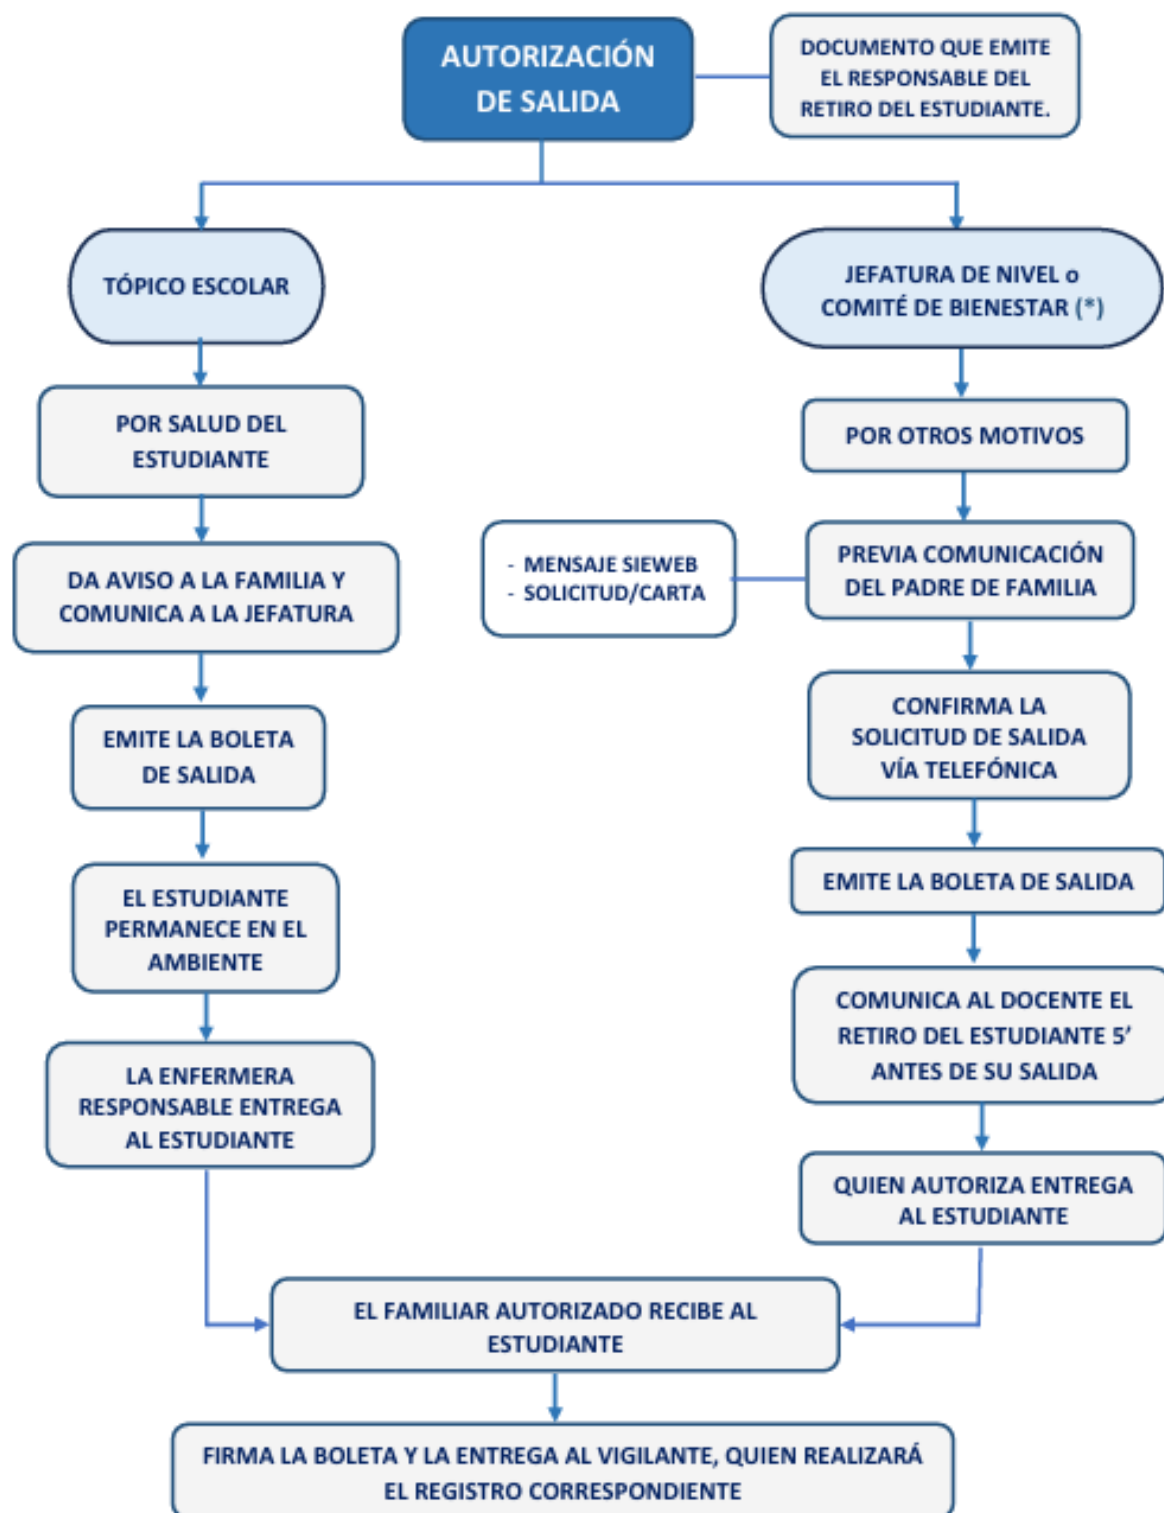 AUTORIZACIÓN
DE SALIDA
DOCUMENTO QUE EMITE
EL RESPONSABLE DEL
RETIRO DEL ESTUDIANTE.
TÓPICO ESCOLAR
POR SALUD DEL
ESTUDIANTE
DA AVISO A LA FAMILIA Y
COMUNICA A LA JEFATURA
EMITE LA BOLETA
DE SALIDA
EL ESTUDIANTE
PERMANECE EN EL
AMBIENTE
LA ENFERMERA
RESPONSABLE ENTREGA
AL ESTUDIANTE
JEFATURA DE NIVEL o
COMITÉ DE BIENESTAR (*)
POR OTROS MOTIVOS
PREVIA COMUNICACIÓN
DEL PADRE DE FAMILIA
- MENSAJE SIEWEB
- SOLICITUD/CARTA
CONFIRMA LA
SOLICITUD DE SALIDA
VÍA TELEFÓNICA
EMITE LA BOLETA DE SALIDA
COMUNICA AL DOCENTE EL
RETIRO DEL ESTUDIANTE 5’
ANTES DE SU SALIDA
QUIEN AUTORIZA ENTREGA
AL ESTUDIANTE
EL FAMILIAR AUTORIZADO RECIBE AL
ESTUDIANTE
FIRMA LA BOLETA Y LA ENTREGA AL VIGILANTE, QUIEN REALIZARÁ
EL REGISTRO CORRESPONDIENTE